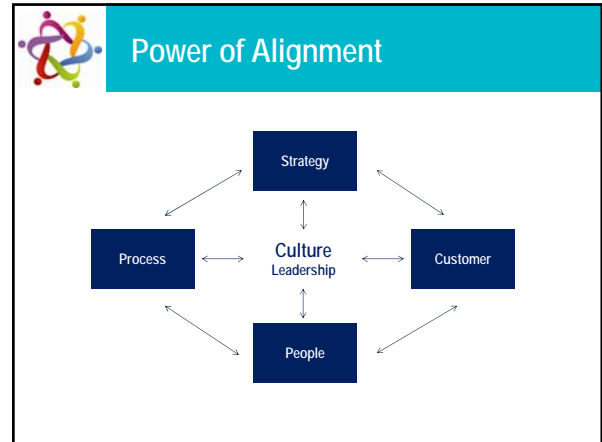 Power of Alignment
Strategy
Process
Culture
Leadership
Customer
People